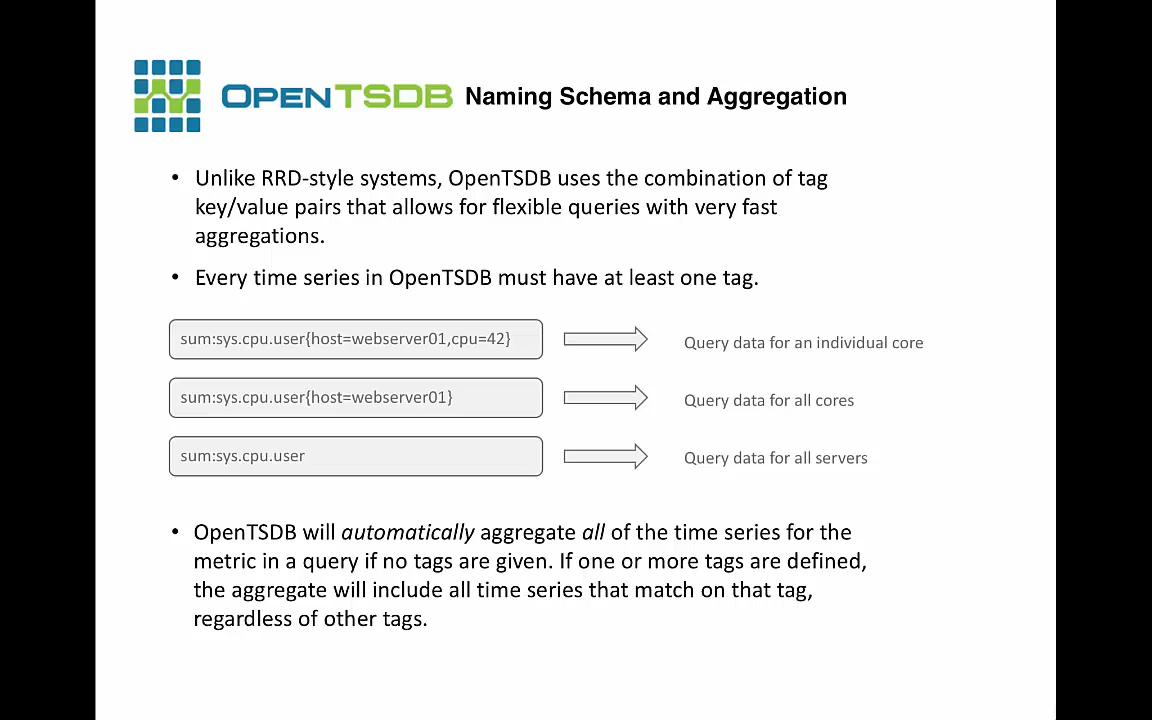 OPENTSDB Naming Schema and Aggregation
• Unlike RRD-style systems, OpenTSDB uses the combination of tag
key/value pairs that allows for flexible queries with very fast
aggregations.
• Every time series in OpenTSDB must have at least one tag.
sum:sys.cpu.user{host=webserver01,cpu=42} Query data for an individual core
sum:sys.cpu.user{host=webserver01} Query data for all cores
sum:sys.cpu.user Query data for all servers
• OpenTSDB will automatically aggregate all of the time series for the
metric in a query if no tags are given. If one or more tags are defined,
the aggregate will include all time series that match on that tag,
regardless of other tags.